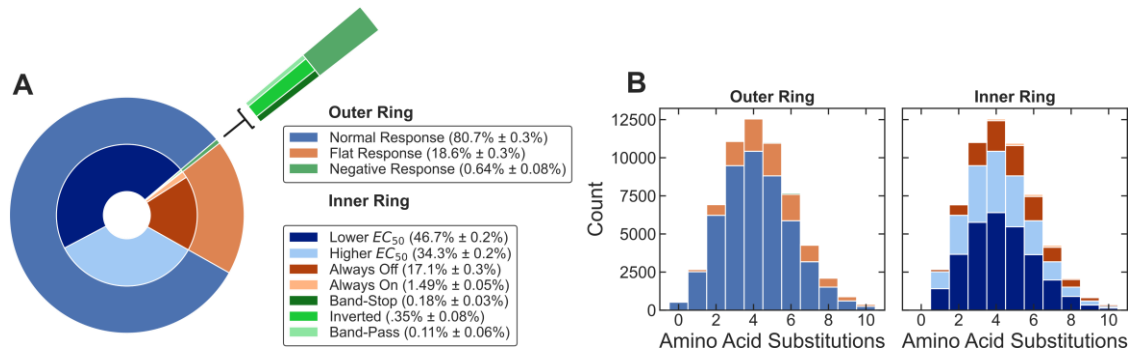 A
Outer Ring
Normal Response (80.7% ± 0.3%)
Flat Response (18.6% ± 0.3%)
Negative Response (0.64% ± 0.08%)
Inner Ring
Lower EC50 (46.7% ± 0.2%)
Higher EC50 (34.3% ± 0.2%)
Always Off (17.1% ± 0.3%)
Always On (1.49% ± 0.05%)
Band-Stop (0.18% ± 0.03%)
Inverted (.35% ± 0.08%)
Band-Pass (0.11% ± 0.06%)
B
Outer Ring
Inner Ring
Count
12500
10000
7500
5000
2500
0
0 2 4 6 8 10
Amino Acid Substitutions
0 2 4 6 8 10
Amino Acid Substitutions